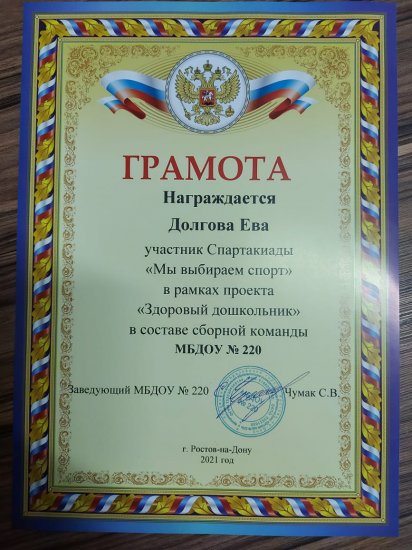 ГРАМОТА
Награждается
Долгова Ева
участник Спартакиады
«Мы выбираем спорт»
в рамках проекта
«Здоровый дошкольник»
в составе сборной команды
МБДОУ № 220
Заведующий МБДОУ № 220 Чумак С.В.
г. Ростов-на-Дону
2021 год